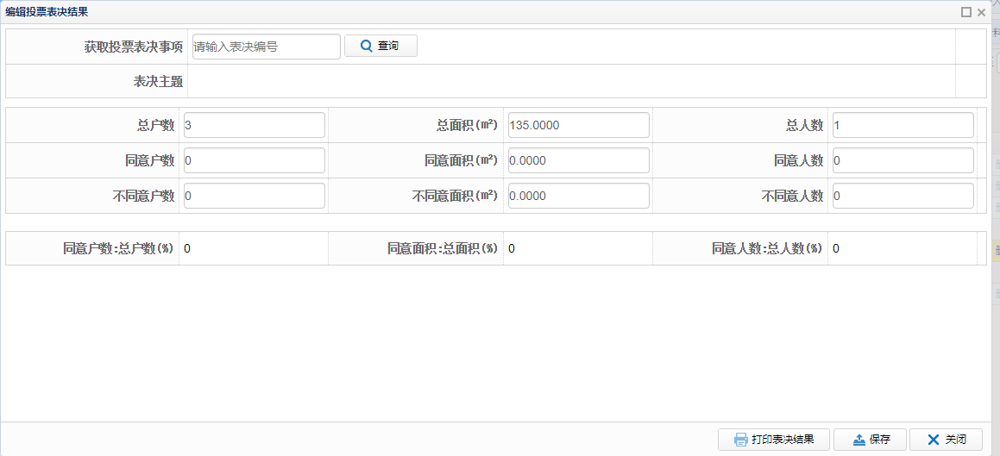 编辑投票表决结果
获取投票表决事项 请输入表决编号 查询
表决主题
总户数 3 总面积(m²) 135.0000 总人数 1
同意户数 0 同意面积(m²) 0.0000 同意人数 0
不同意户数 0 不同意面积(m²) 0.0000 不同意人数 0
同意户数:总户数(%) 0 同意面积:总面积(%) 0 同意人数:总人数(%) 0
打印表决结果 保存 关闭